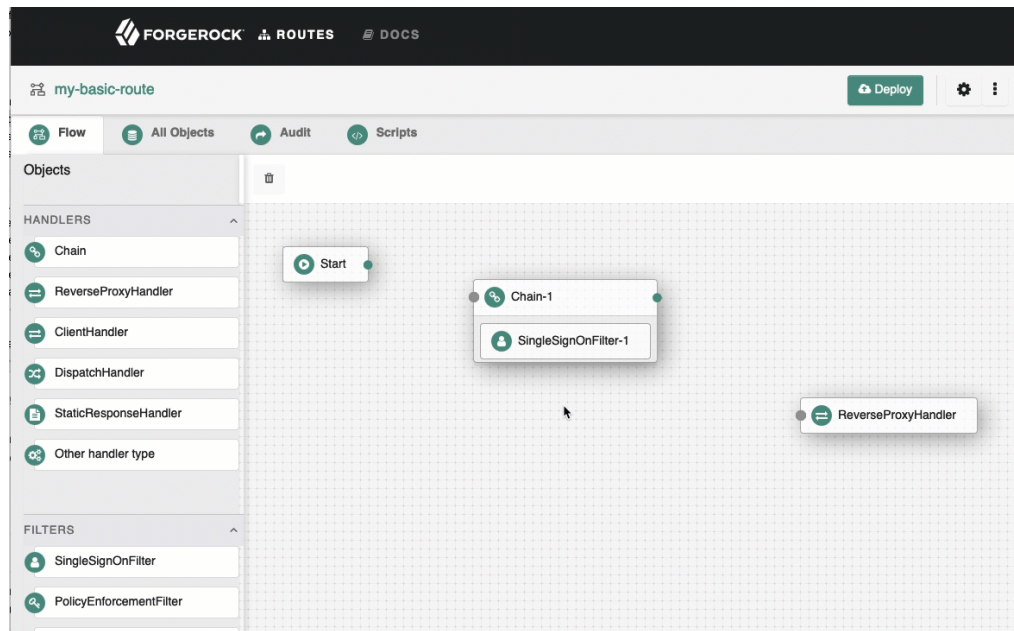 FORGEROCK ROUTES DOCS
my-basic-route Deploy
Flow All Objects Audit Scripts
Objects
HANDLERS
Chain
ReverseProxyHandler
ClientHandler
DispatchHandler
StaticResponseHandler
Other handler type
FILTERS
SingleSignOnFilter
PolicyEnforcementFilter
Start
Chain-1
SingleSignOnFilter-1
ReverseProxyHandler